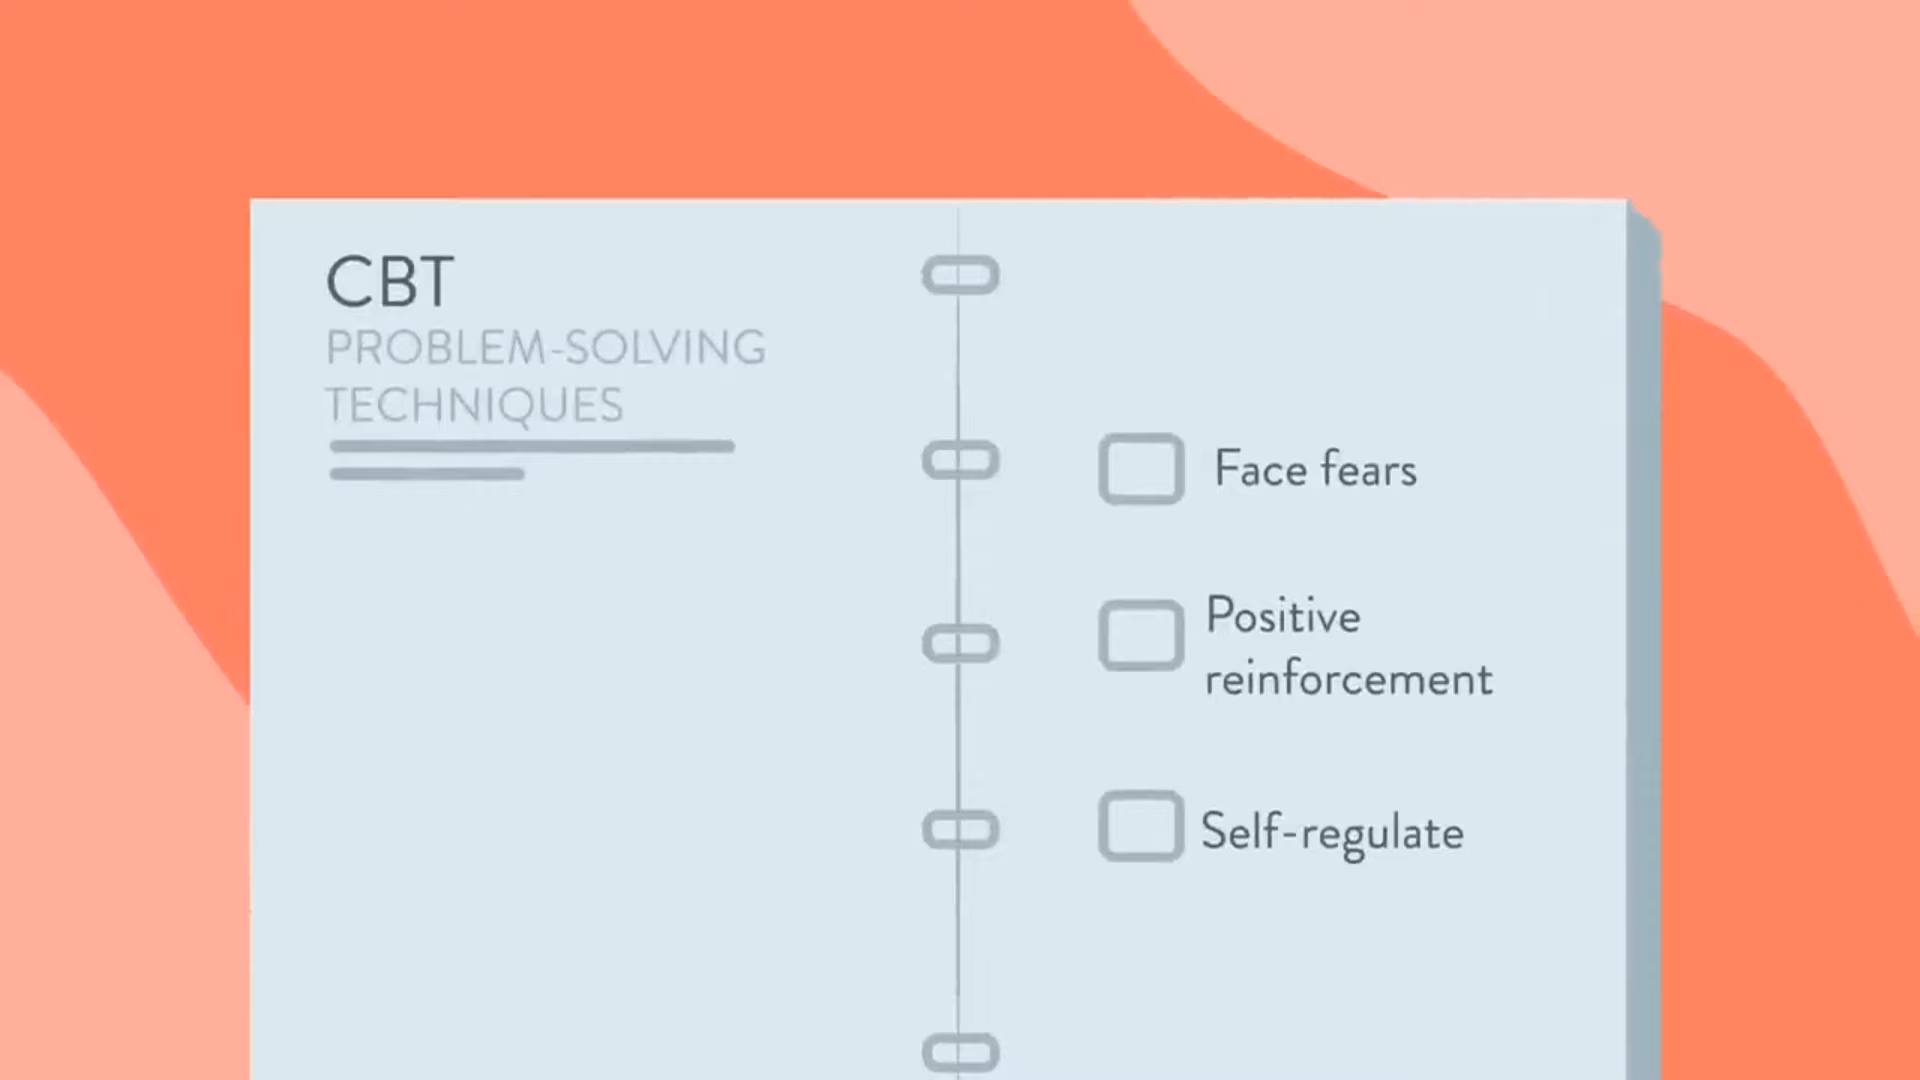 CBT
PROBLEM-SOLVING
TECHNIQUES
Face fears
Positive
reinforcement
Self-regulate